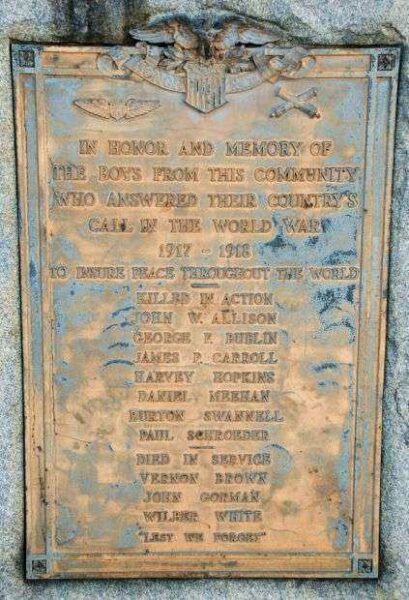 IN HONOR AND MEMORY OF
THE BOYS FROM THIS COMMUNITY
WHO ANSWERED THEIR COUNTRY'S
CALL IN THE WORLD WAR
1917 - 1918
TO INSURE PEACE THROUGHOUT THE WORLD
KILLED IN ACTION
JOHN W. ALLISON
GEORGE F. BUBLIN
JAMES P. CARROLL
HARVEY HOPKINS
DANIEL MEEHAN
BURTON SWANNELL
PAUL SCHROEDER
DIED IN SERVICE
VERNON BROWN
JOHN GORMAN
WILBER WHITE
"LEST WE FORGET"